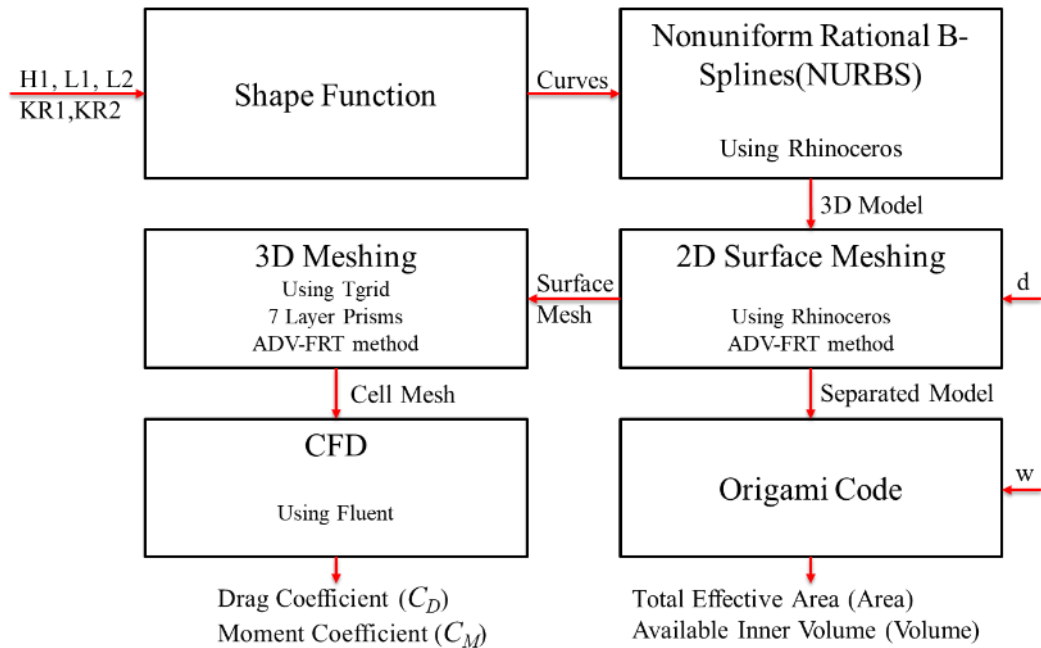 H1, L1, L2
KR1,KR2
Shape Function
Curves
Nonuniform Rational B-
Splines(NURBS)
Using Rhinoceros
3D Model
3D Meshing
Using Tgrid
7 Layer Prisms
ADV-FRT method
Surface
Mesh
2D Surface Meshing
Using Rhinoceros
ADV-FRT method
d
Cell Mesh
Separated Model
CFD
Using Fluent
Origami Code
w
Drag Coefficient (C_D)
Moment Coefficient (C_M)
Total Effective Area (Area)
Available Inner Volume (Volume)